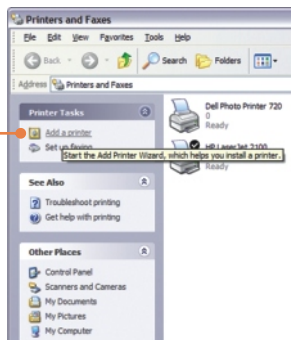 Printers and Faxes
File Edit View Favorites Tools Help
Back Search Folders
Address Printers and Faxes
Printer Tasks
Add a printer
Set up faxing
Start the Add Printer Wizard, which helps you install a printer.
See Also
Troubleshoot printing
Get help with printing
Other Places
Control Panel
Scanners and Cameras
My Documents
My Pictures
My Computer
Dell Photo Printer 720
0
Ready
HP LaserJet 2100
Ready